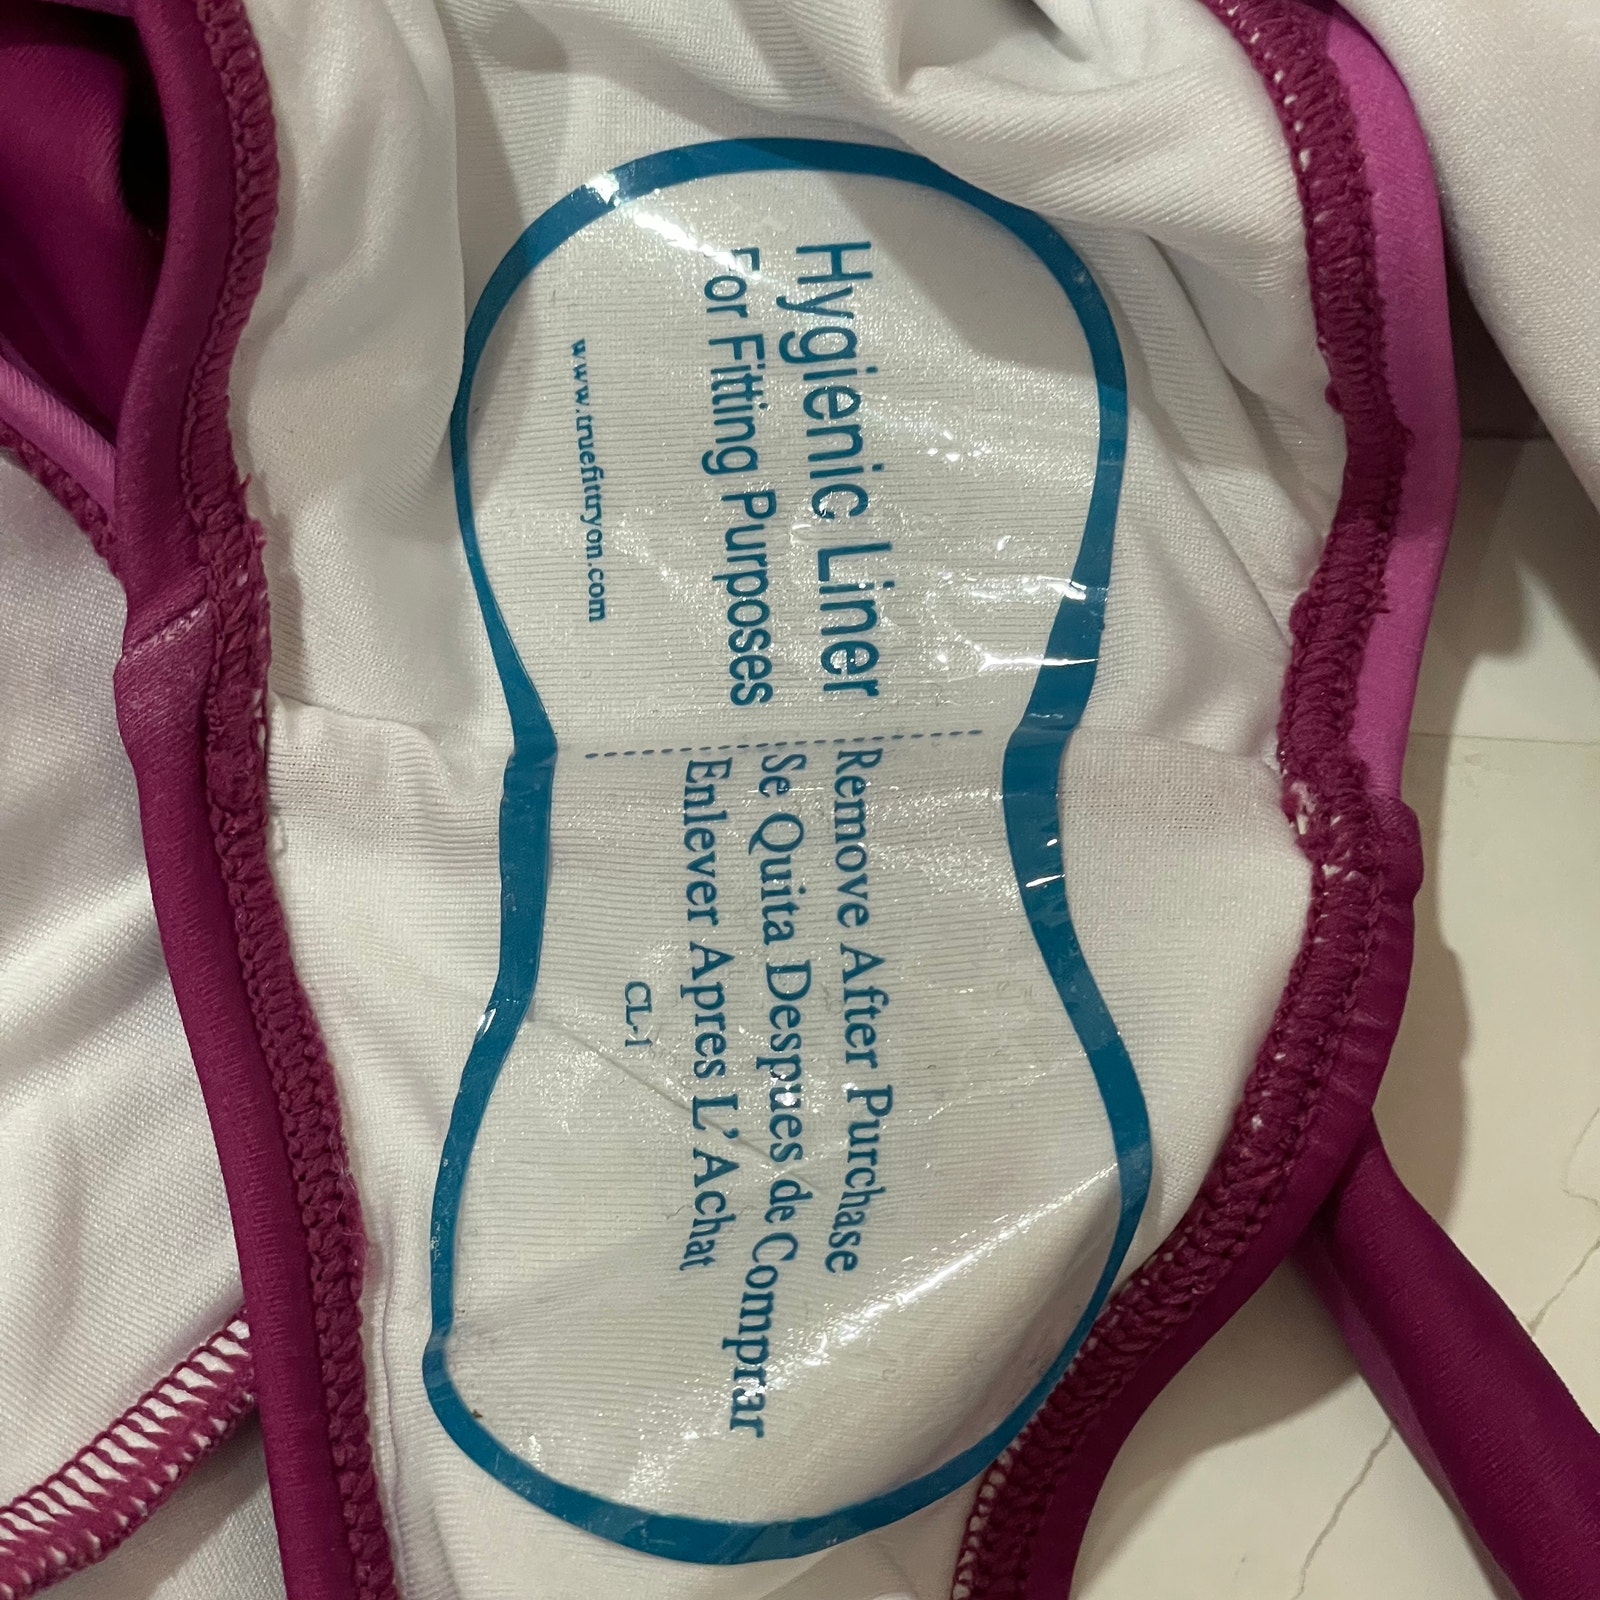 Hygienic Liner
For Fitting Purposes
www.truefittryon.com
Remove After Purchase
Se Quita Despues de Comprar
Enlever Apres L'Achat
CL-1